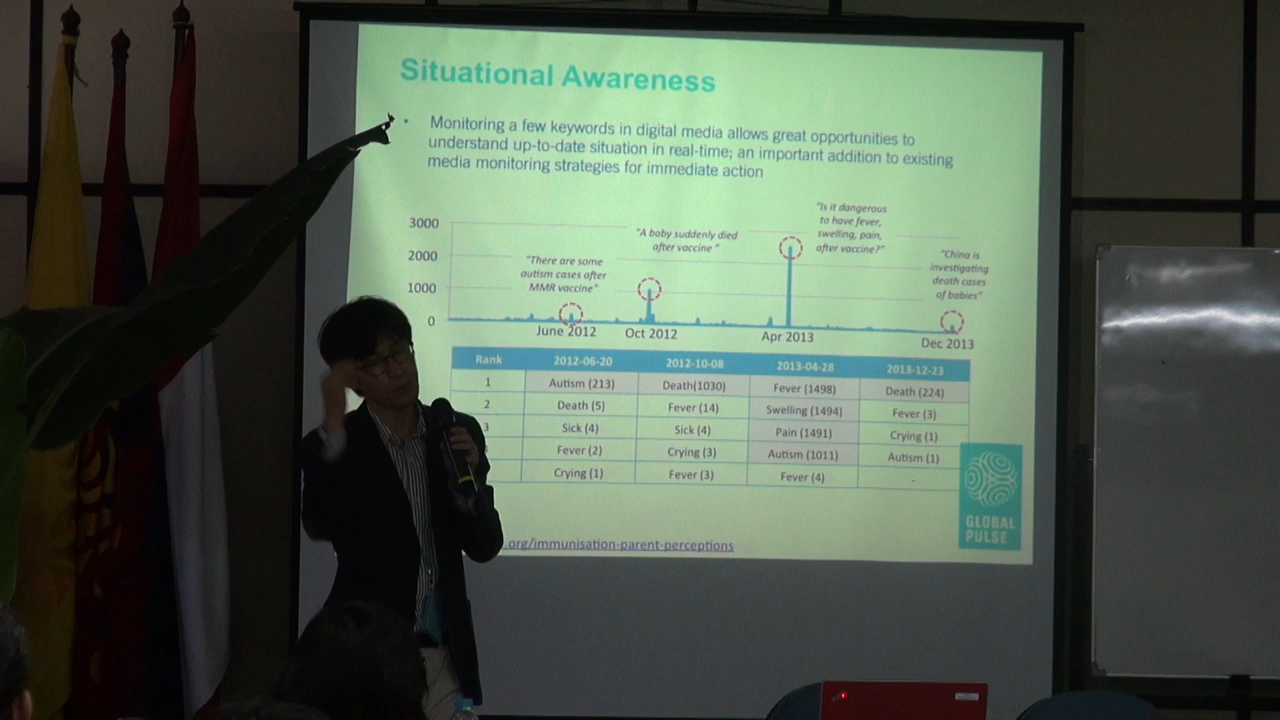 Situational Awareness
• Monitoring a few keywords in digital media allows great opportunities to
understand up-to-date situation in real-time; an important addition to existing
media monitoring strategies for immediate action
3000
2000
1000
0
"There are some
autism cases after
MMR vaccine"
"A baby suddenly died
after vaccine "
"Is it dangerous
to have fever,
swelling, pain,
after vaccine?"
"China is
investigating
death cases
of babies"
June 2012 Oct 2012 Apr 2013 Dec 2013
Rank 2012-06-20 2012-10-08 2013-04-28 2013-12-23
1 Autism (213) Death(1030) Fever (1498) Death (224)
2 Death (5) Fever (14) Swelling (1494) Fever (3)
3 Sick (4) Sick (4) Pain (1491) Crying (1)
Fever (2) Crying (3) Autism (1011) Autism (1)
Crying (1) Fever (3) Fever (4) -
.org/immunisation-parent-perceptions
GLOBAL
PULSE